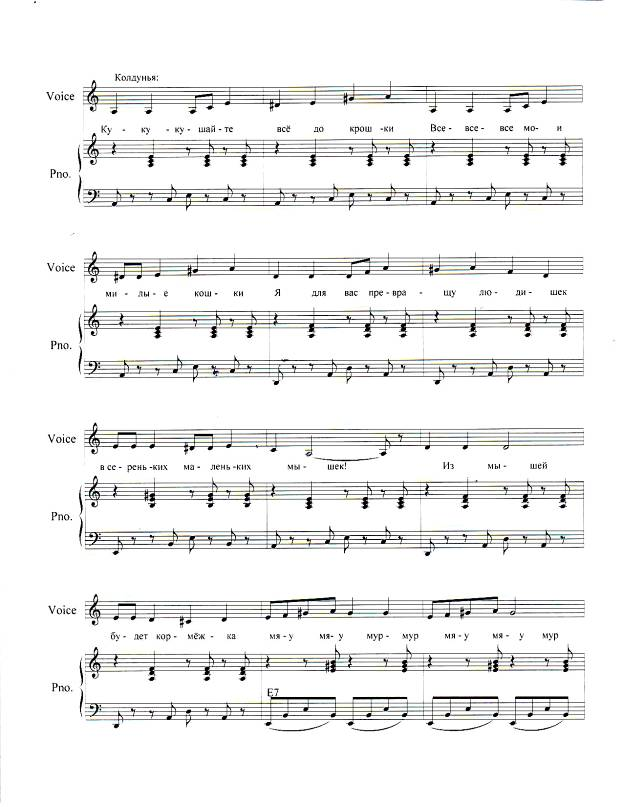 Колдунья:
Voice
Ку - ку - ку-шай-те всё до крош - ки Все- все- все мо - и
Pno.
Voice
ми - лы - е кош - ки Я для вас пре-вра - щу лю - ди - шек
Pno.
Voice
в се - рень - ких ма - лень - ких мы - шек! Из мы - шей
Pno.
Voice
бу - дет кор - мёж - ка мя - у мя - у мур - мур мя - у мя - у мур
Pno.
E7